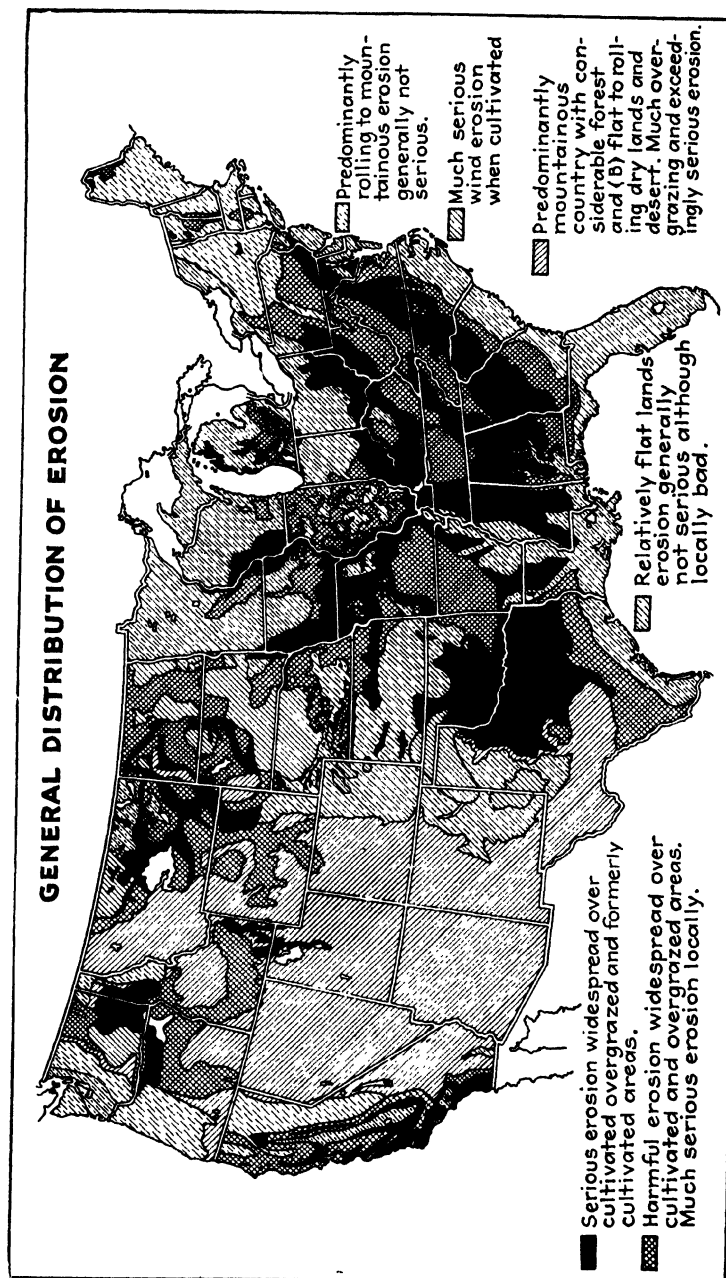 GENERAL DISTRIBUTION OF EROSION
Predominantly
rolling to moun-
tainous erosion
generally not
serious.
Much serious
wind erosion
when cultivated
Predominantly
mountainous
country with con-
siderable forest
and (B) flat to roll-
ing dry lands and
desert. Much over-
grazing and exceed-
ingly serious erosion.
Relatively flat lands
erosion generally
not serious although
locally bad.
Serious erosion widespread over
cultivated overgrazed and formerly
cultivated areas.
Harmful erosion widespread over
cultivated and overgrazed areas.
Much serious erosion locally.